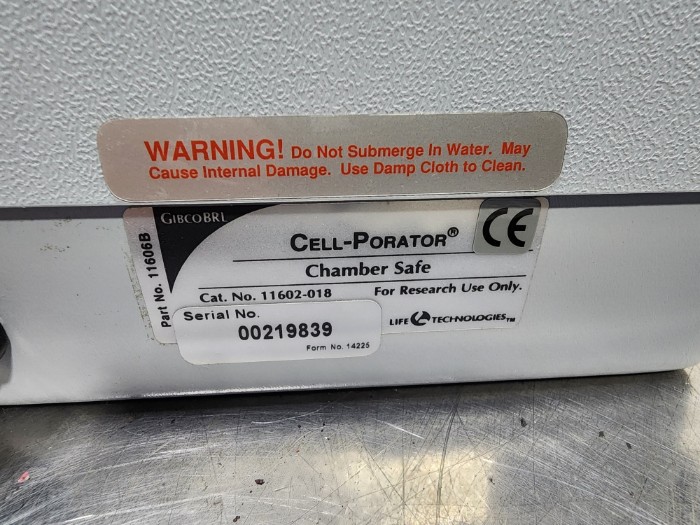 WARNING! Do Not Submerge In Water. May
Cause Internal Damage. Use Damp Cloth to Clean.
GIBCOBRL
Part No. 11606B
CELL-PORATOR®
CE
Chamber Safe
Cat. No. 11602-018 For Research Use Only.
Serial No.
00219839
Form No. 14225
LIFE TECHNOLOGIES™